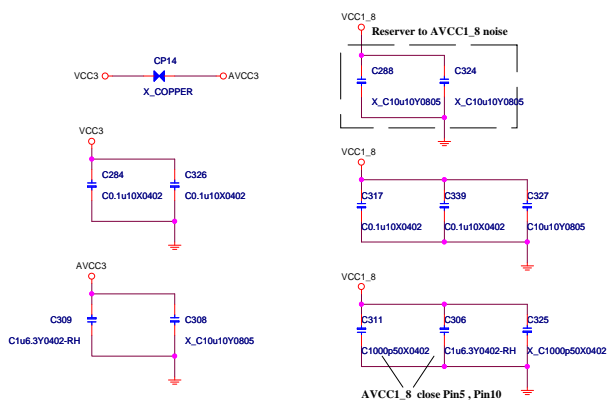 VCC1_8
Reserver to AVCC1_8 noise
CP14
C288 C324
VCC3 AVCC3
X_COPPER
X_C10u10Y0805 X_C10u10Y0805
VCC3
VCC1_8
C284 C326
C0.1u10X0402 C0.1u10X0402
C317 C339 C327
C0.1u10X0402 C0.1u10X0402 C10u10Y0805
AVCC3
VCC1_8
C309 C308
C1u6.3Y0402-RH X_C10u10Y0805
C311 C306 C325
C1000p50X0402 C1u6.3Y0402-RH X_C1000p50X0402
AVCC1_8 close Pin5 , Pin10